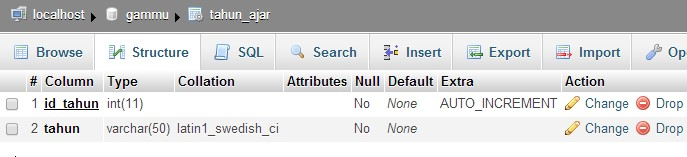 localhost » gammu » tahun_ajar
Browse Structure SQL Search Insert Export Import Op
# Column Type Collation Attributes Null Default Extra Action
1 id_tahun int(11) No None AUTO_INCREMENT Change Drop
2 tahun varchar(50) latin1_swedish_ci No None Change Drop